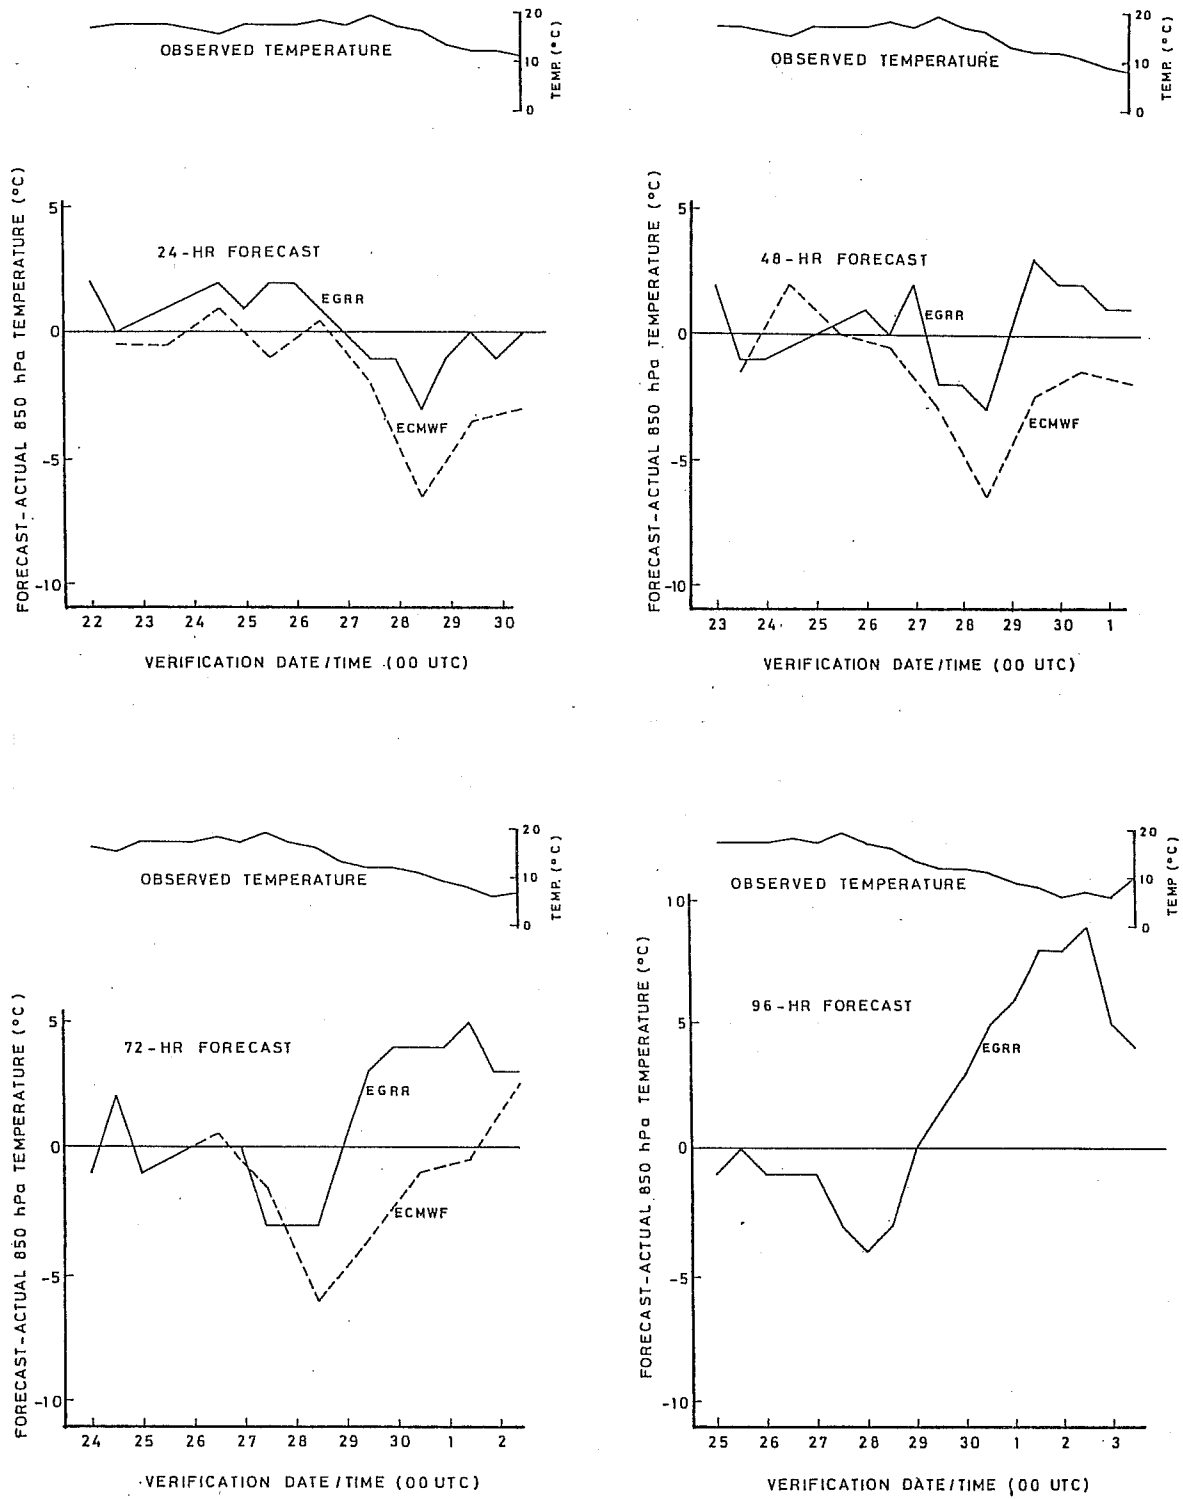 20
10
0
TEMP. (°C)
OBSERVED TEMPERATURE
5
0
-5
-10
FORECAST-ACTUAL 850 hPa TEMPERATURE (°C)
24-HR FORECAST
EGRR
ECMWF
22 23 24 25 26 27 28 29 30
VERIFICATION DATE/TIME (00 UTC)
20
10
0
TEMP. (°C)
OBSERVED TEMPERATURE
5
0
-5
-10
FORECAST-ACTUAL 850 hPa TEMPERATURE (°C)
48-HR FORECAST
EGRR
ECMWF
23 24 25 26 27 28 29 30 1
VERIFICATION DATE/TIME (00 UTC)
20
10
0
TEMP. (°C)
OBSERVED TEMPERATURE
5
0
-5
-10
FORECAST-ACTUAL 850 hPa TEMPERATURE (°C)
72-HR FORECAST
EGRR
ECMWF
24 25 26 27 28 29 30 1 2
VERIFICATION DATE/TIME (00 UTC)
20
10
0
TEMP (°C)
OBSERVED TEMPERATURE
10
5
0
-5
-10
FORECAST-ACTUAL 850 hPa TEMPERATURE (°C)
96-HR FORECAST
EGRR
25 26 27 28 29 30 1 2 3
VERIFICATION DATE/TIME (00 UTC)